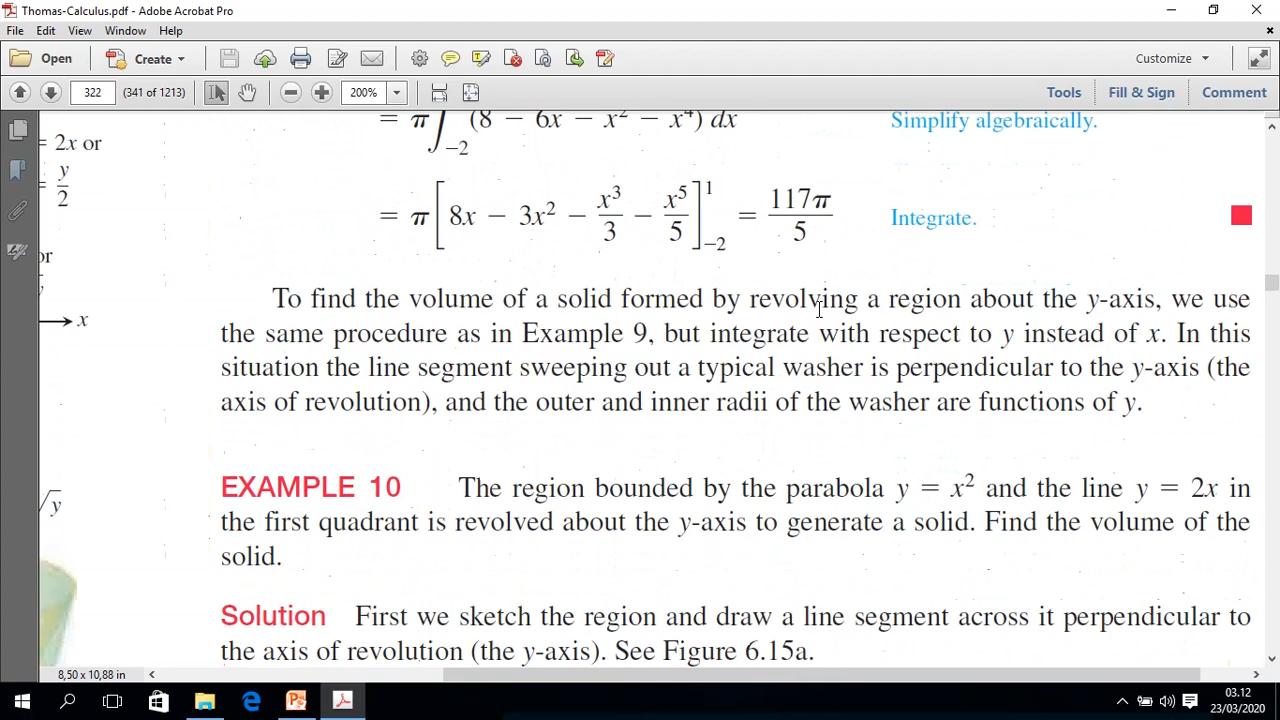 Thomas-Calculus.pdf - Adobe Acrobat Pro
File Edit View Window Help
Open Create Customize
322 (341 of 1213) 200% Tools Fill & Sign Comment
= 2x or
= y/2
or
x
√y
= π∫₋₂ (8 − 6x − x² − x⁴) dx Simplify algebraically.
= π[8x − 3x² − x³/3 − x⁵/5]₋₂¹ = 117π/5 Integrate.
To find the volume of a solid formed by revolving a region about the y-axis, we use
the same procedure as in Example 9, but integrate with respect to y instead of x. In this
situation the line segment sweeping out a typical washer is perpendicular to the y-axis (the
axis of revolution), and the outer and inner radii of the washer are functions of y.
EXAMPLE 10 The region bounded by the parabola y = x² and the line y = 2x in
the first quadrant is revolved about the y-axis to generate a solid. Find the volume of the
solid.
Solution First we sketch the region and draw a line segment across it perpendicular to
the axis of revolution (the y-axis). See Figure 6.15a.
8,50 x 10,88 in
03.12
23/03/2020